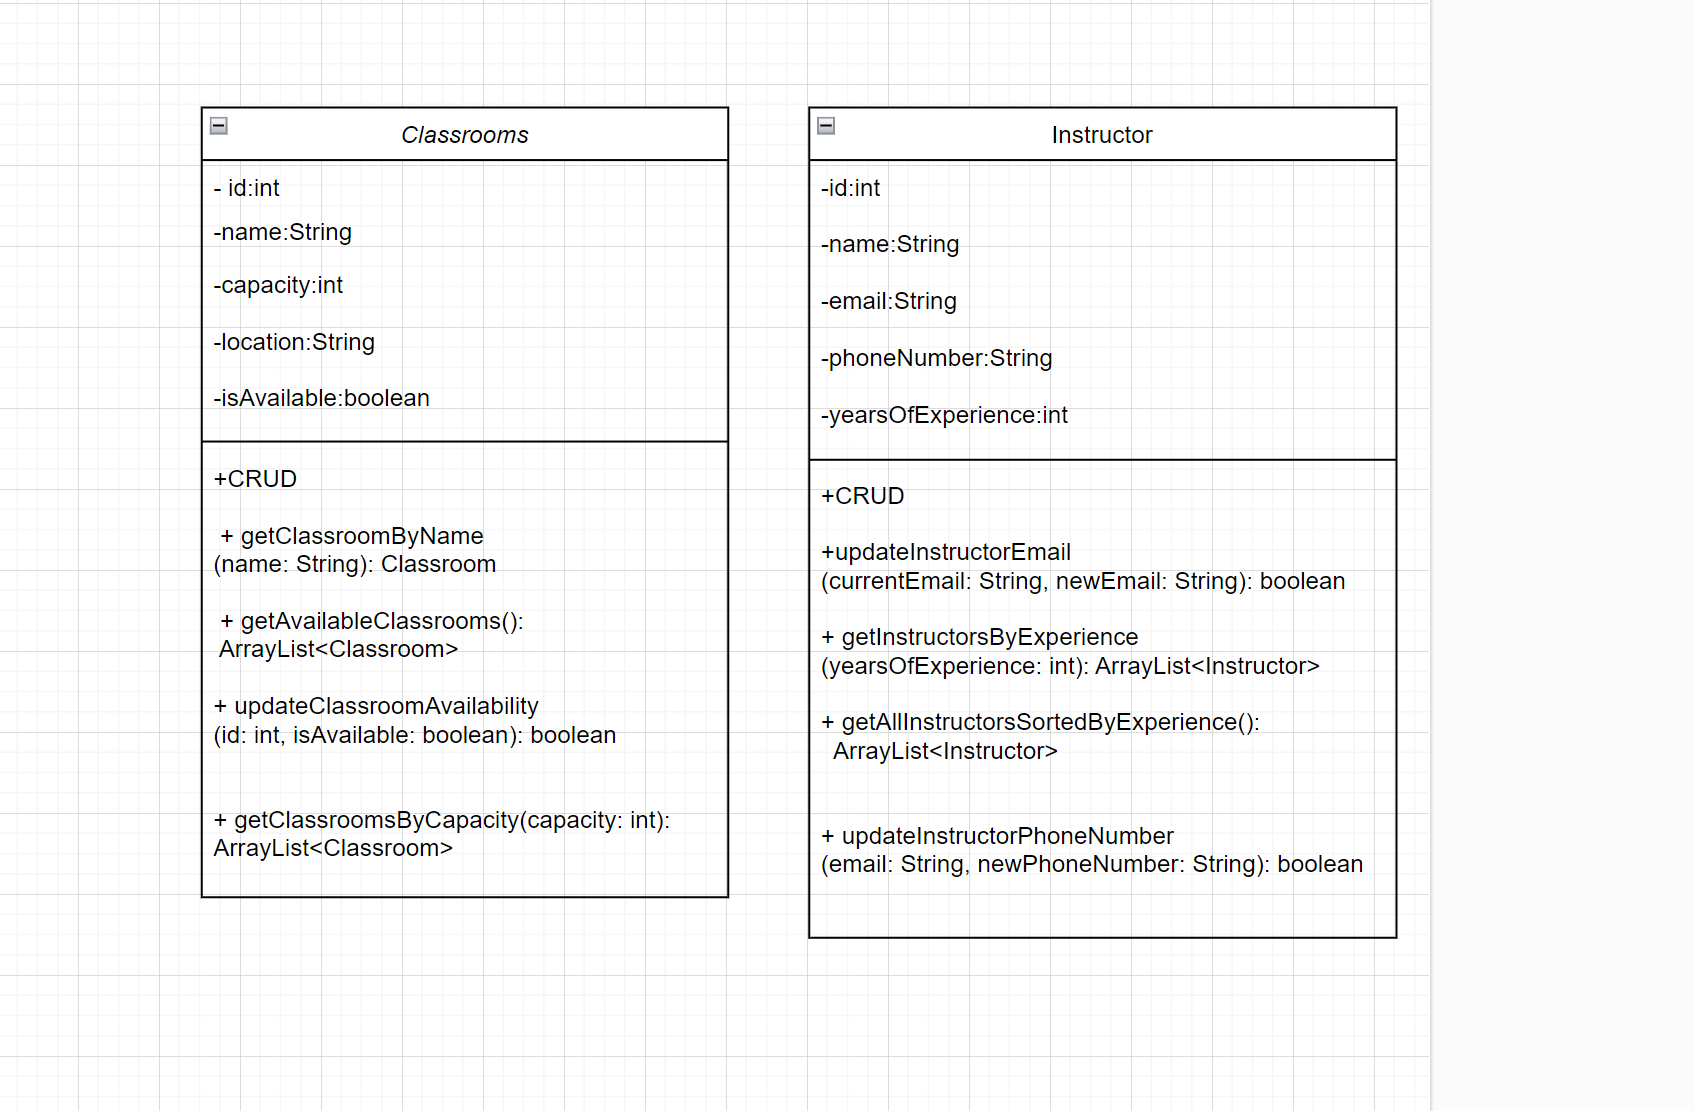 Classrooms
- id:int
-name:String
-capacity:int
-location:String
-isAvailable:boolean
+CRUD
+ getClassroomByName
(name: String): Classroom
+ getAvailableClassrooms():
ArrayList<Classroom>
+ updateClassroomAvailability
(id: int, isAvailable: boolean): boolean
+ getClassroomsByCapacity(capacity: int):
ArrayList<Classroom>
Instructor
-id:int
-name:String
-email:String
-phoneNumber:String
-yearsOfExperience:int
+CRUD
+updateInstructorEmail
(currentEmail: String, newEmail: String): boolean
+ getInstructorsByExperience
(yearsOfExperience: int): ArrayList<Instructor>
+ getAllInstructorsSortedByExperience():
ArrayList<Instructor>
+ updateInstructorPhoneNumber
(email: String, newPhoneNumber: String): boolean